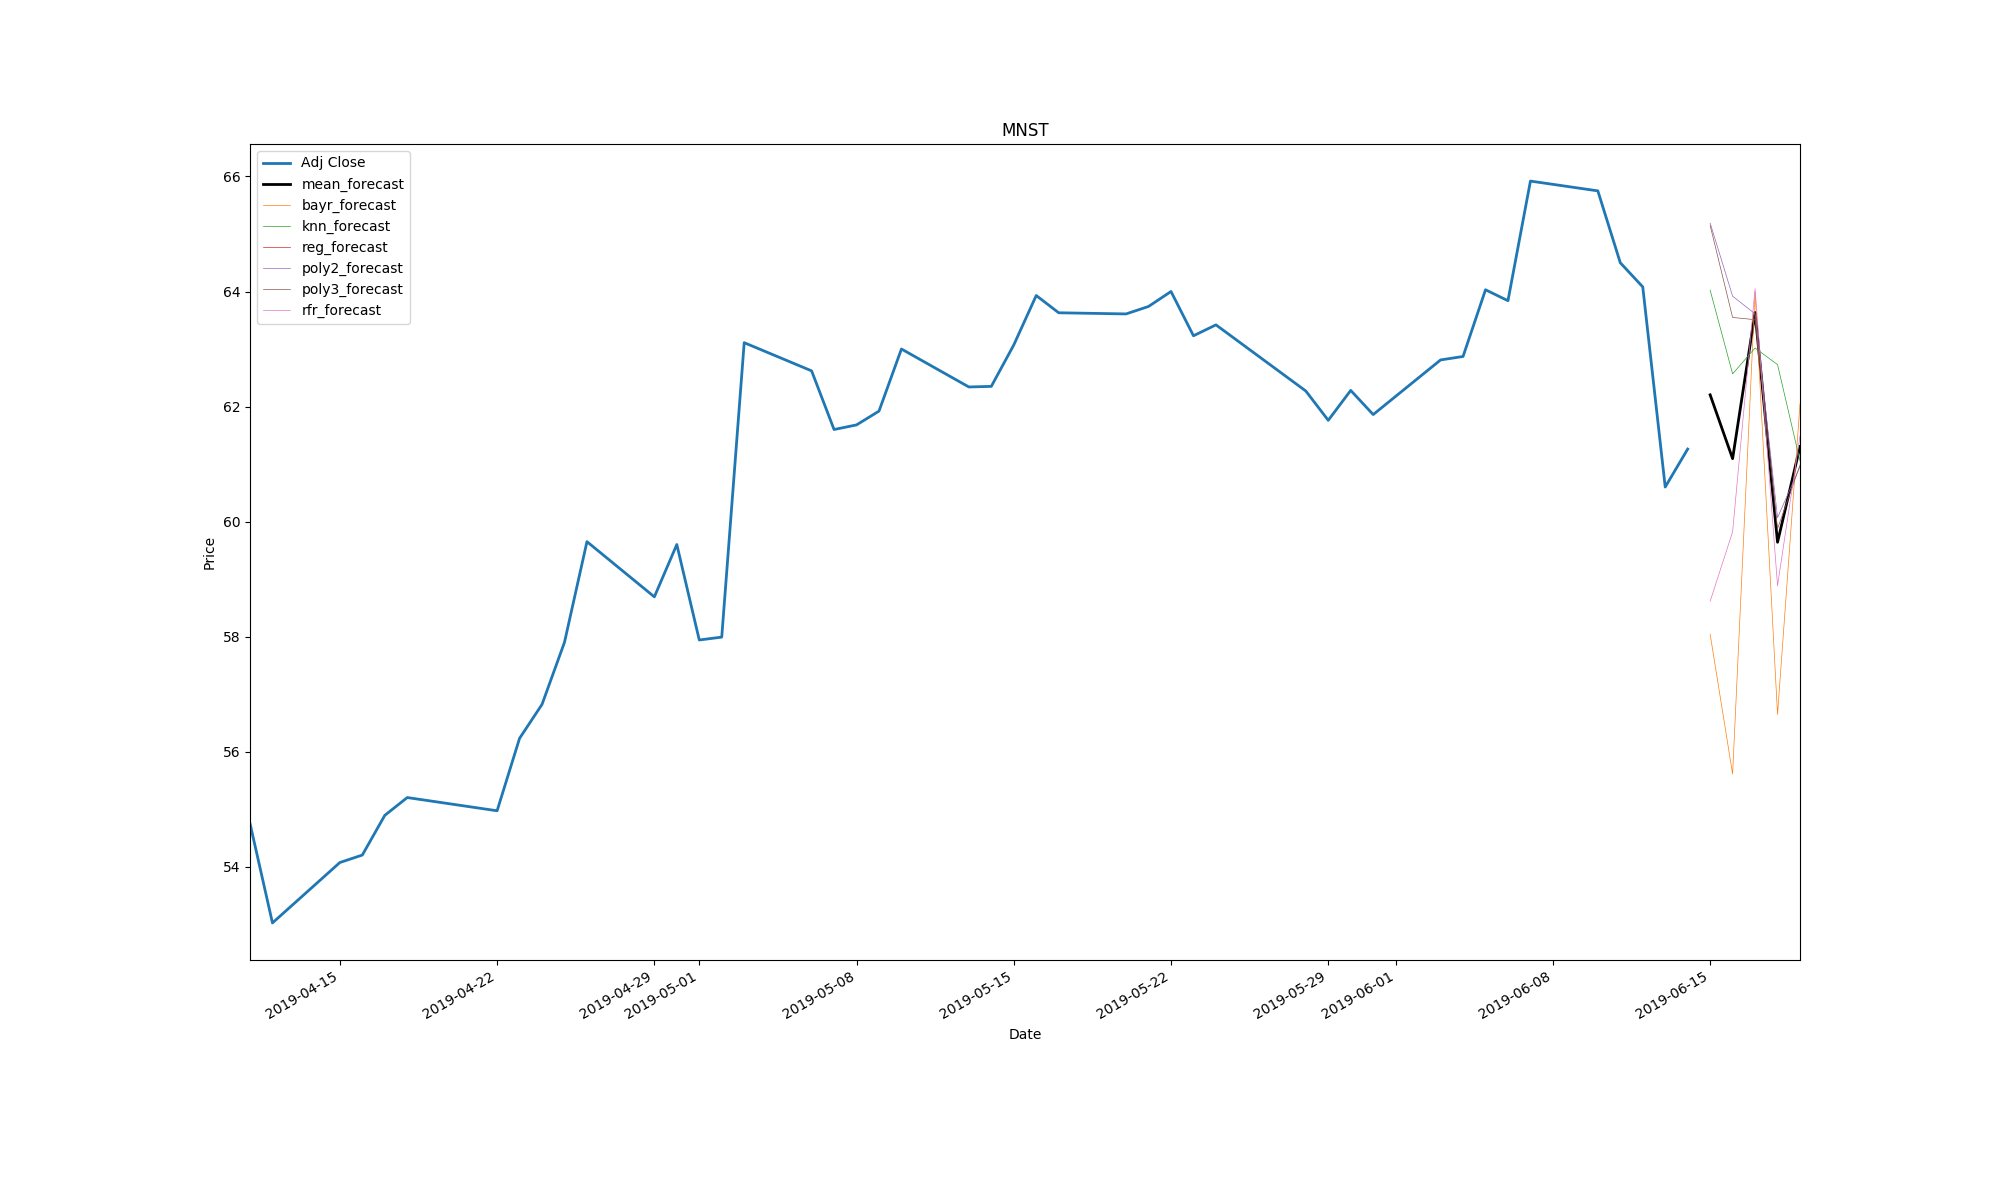 MNST
Adj Close
mean_forecast
bayr_forecast
knn_forecast
reg_forecast
poly2_forecast
poly3_forecast
rfr_forecast
66
64
62
60
58
56
54
Price
2019-04-15
2019-04-22
2019-04-29
2019-05-01
2019-05-08
2019-05-15
2019-05-22
2019-05-29
2019-06-01
2019-06-08
2019-06-15
Date